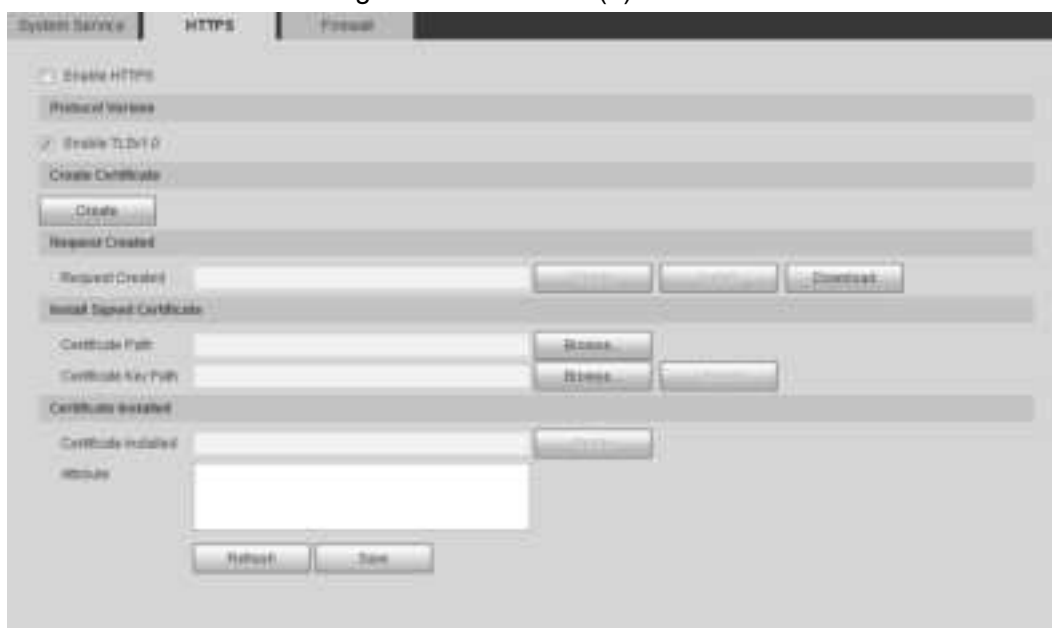 System Service HTTPS Firewall
Enable HTTPS
Protocol Version
Enable TLSv1.0
Create Certificate
Create
Request Created
Request Created Download
Install Signed Certificate
Certificate Path Browse...
Certificate Key Path Browse...
Certificate Installed
Certificate Installed
Attribute
Refresh Save